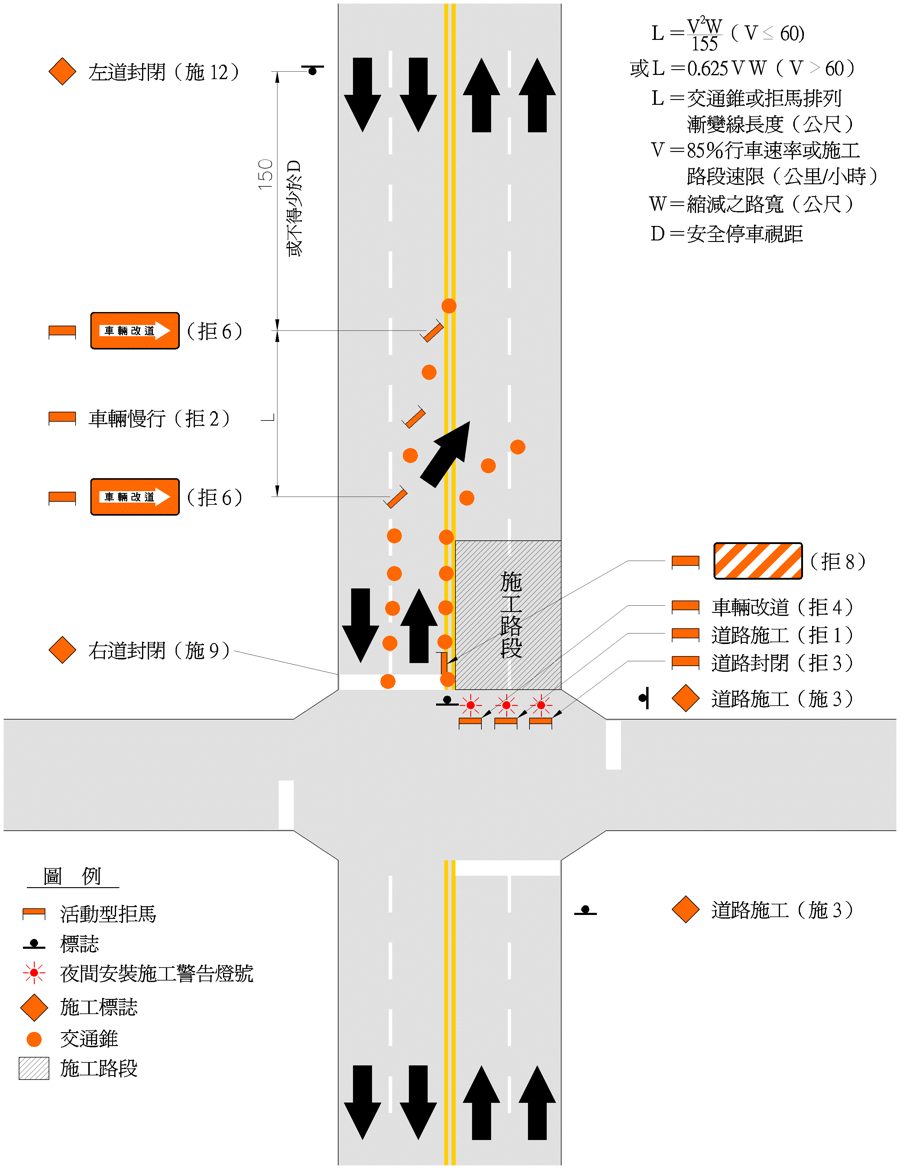 左道封閉（施12）
150
或不得少於D
車輛改道
（拒6）
車輛慢行（拒2）
L
車輛改道
（拒6）
右道封閉（施9）
L＝V²W/155（V≤60）
或L＝0.625VW（V＞60）
L＝交通錐或拒馬排列
漸變線長度（公尺）
V＝85%行車速率或施工
路段速限（公里/小時）
W＝縮減之路寬（公尺）
D＝安全停車視距
施工路段
（拒8）
車輛改道（拒4）
道路施工（拒1）
道路封閉（拒3）
道路施工（施3）
道路施工（施3）
圖 例
活動型拒馬
標誌
夜間安裝施工警告燈號
施工標誌
交通錐
施工路段